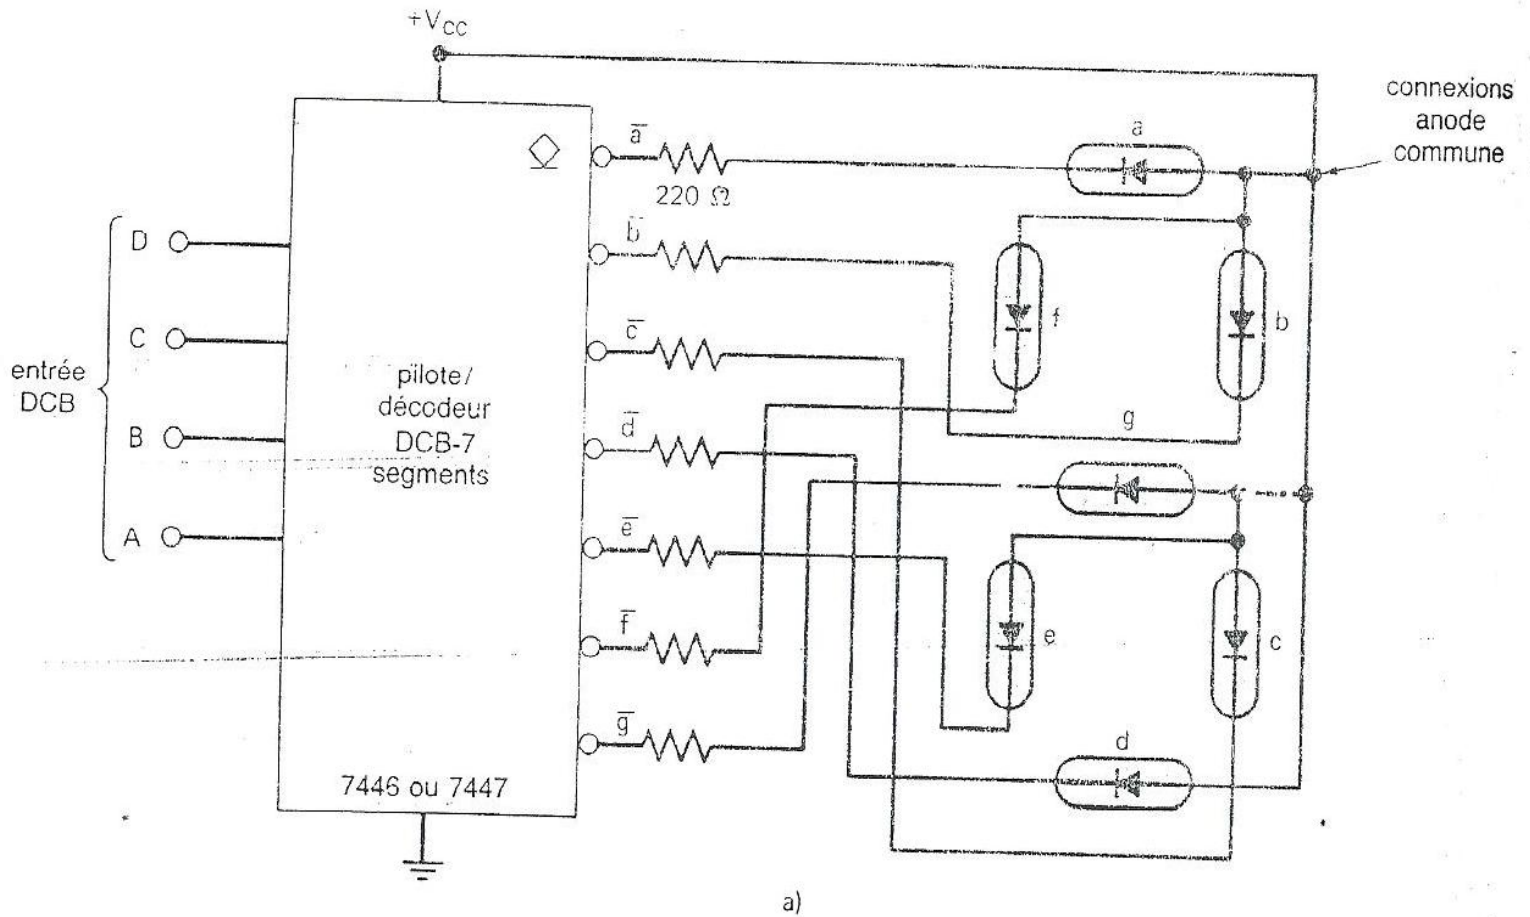 +VCC
connexions
anode
commune
a̅
a
220 Ω
b̅
D
f
b
C
c̅
entrée
DCB
pilote/
décodeur
DCB-7
segments
g
B
d̅
A
e̅
e
c
f̅
g̅
d
7446 ou 7447
a)